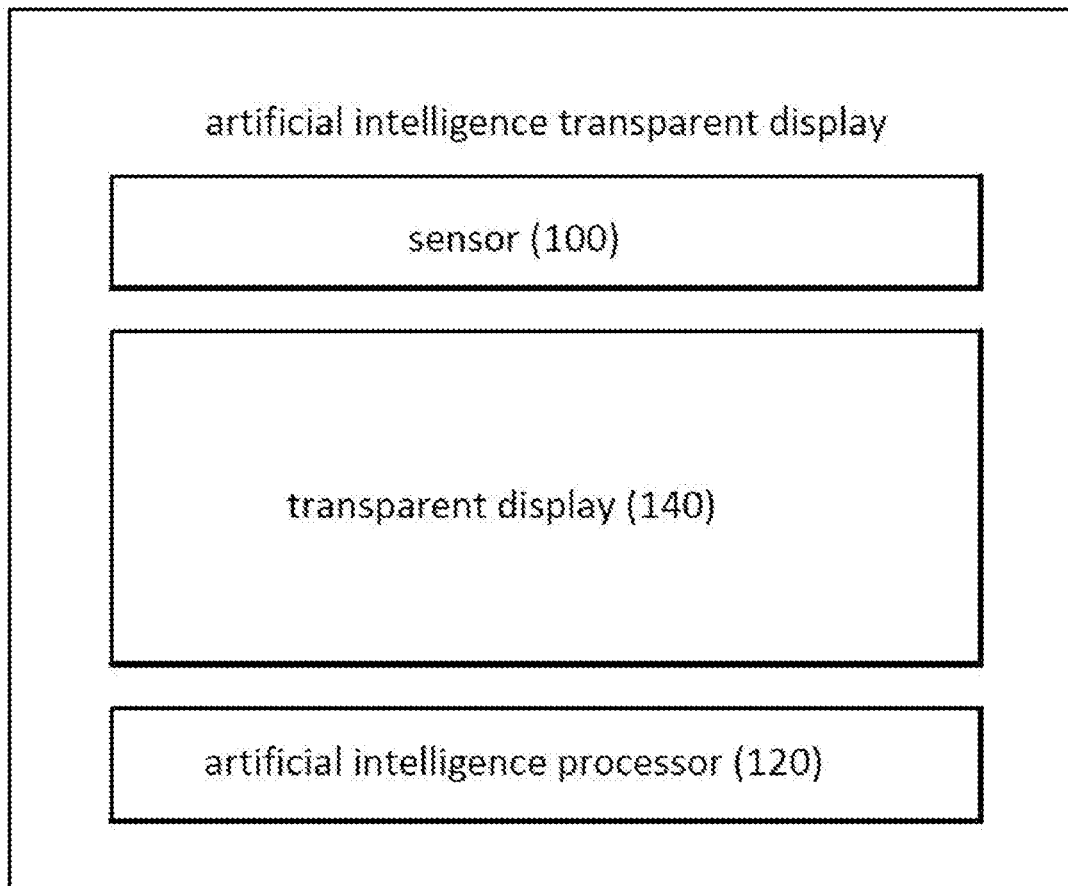 artificial intelligence transparent display
sensor (100)
transparent display (140)
artificial intelligence processor (120)